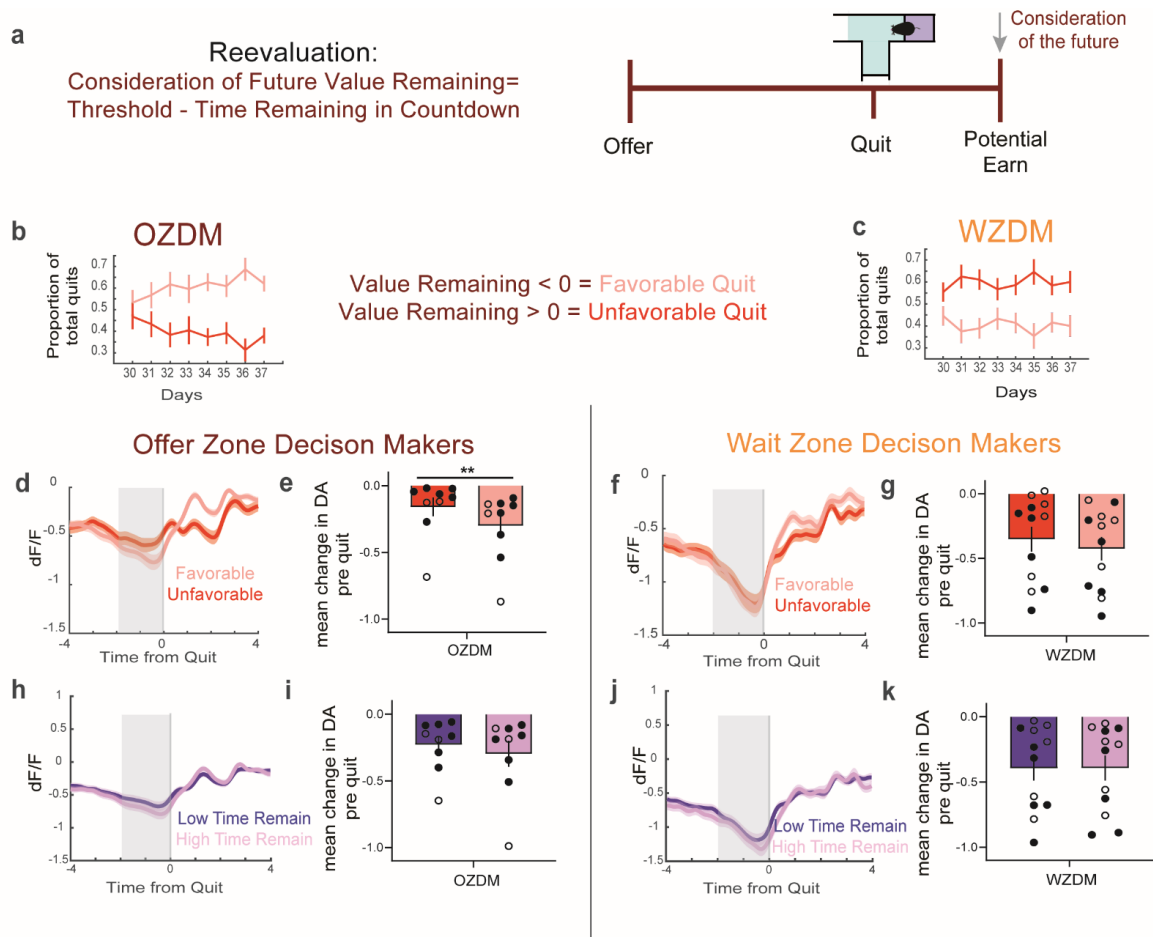 a
Reevaluation:
Consideration of Future Value Remaining=
Threshold - Time Remaining in Countdown
Consideration
of the future
Offer
Quit
Potential
Earn
b
OZDM
Proportion of
total quits
0.7
0.6
0.5
0.4
0.3
30 31 32 33 34 35 36 37
Days
Value Remaining < 0 = Favorable Quit
Value Remaining > 0 = Unfavorable Quit
c
WZDM
Proportion of
total quits
0.7
0.6
0.5
0.4
0.3
30 31 32 33 34 35 36 37
Days
Offer Zone Decison Makers
Wait Zone Decison Makers
d
dF/F
0
-0.5
-1
-1.5
Favorable
Unfavorable
-4 0 4
Time from Quit
e
mean change in DA
pre quit
0.0
-0.5
-1.0
**
OZDM
f
dF/F
0
-0.5
-1
-1.5
Favorable
Unfavorable
-4 0 4
Time from Quit
g
mean change in DA
pre quit
0.0
-0.5
-1.0
WZDM
h
dF/F
1
0.5
0
-0.5
-1
-1.5
Low Time Remain
High Time Remain
-4 0 4
Time from Quit
i
mean change in DA
pre quit
0.0
-0.5
-1.0
OZDM
j
dF/F
1
0.5
0
-0.5
-1
-1.5
Low Time Remain
High Time Remain
-4 0 4
Time from Quit
k
mean change in DA
pre quit
0.0
-0.5
-1.0
WZDM